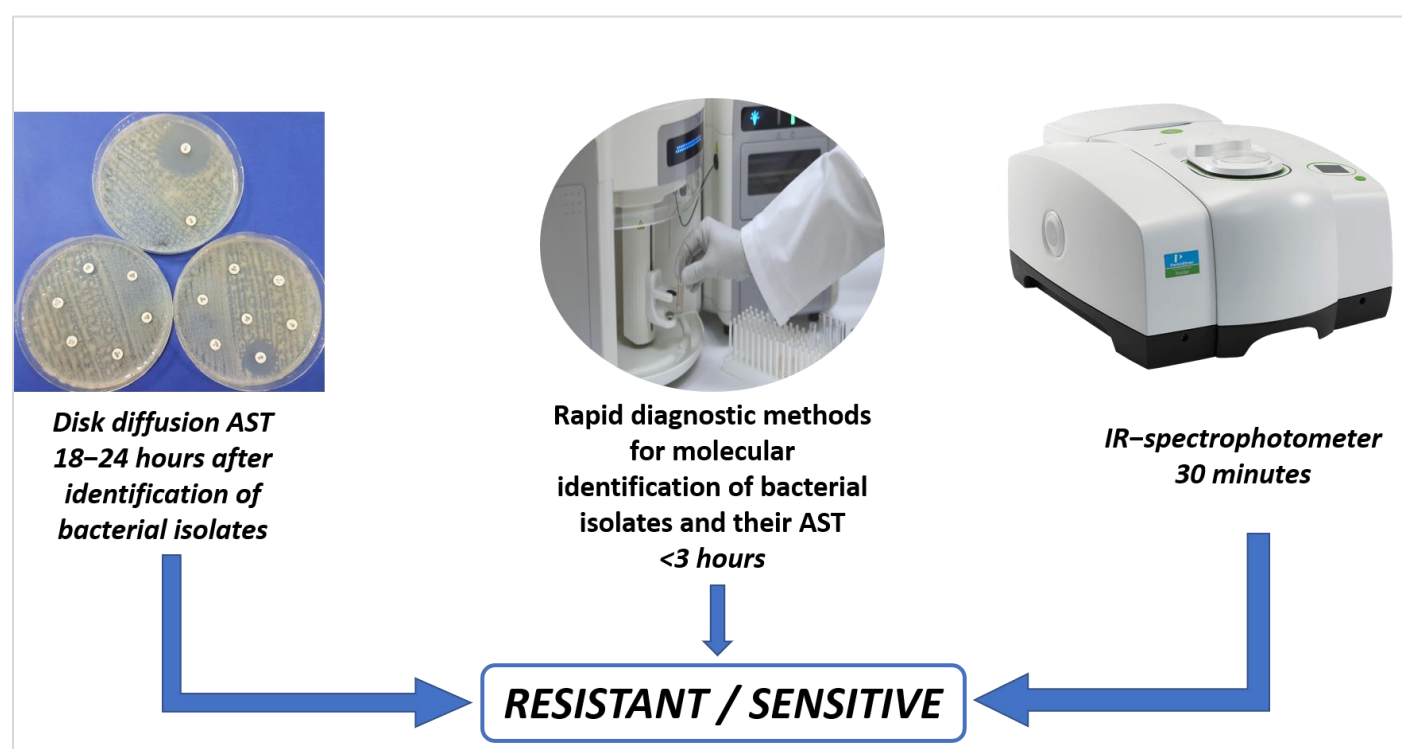 Disk diffusion AST
18–24 hours after
identification of
bacterial isolates
Rapid diagnostic methods
for molecular
identification of bacterial
isolates and their AST
<3 hours
IR–spectrophotometer
30 minutes
RESISTANT / SENSITIVE